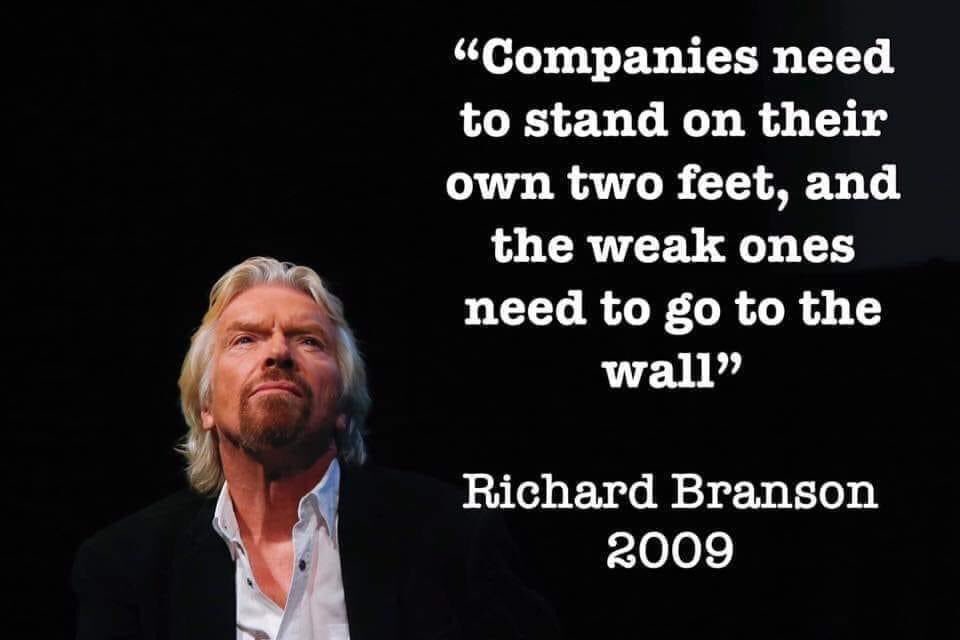 “Companies need
to stand on their
own two feet, and
the weak ones
need to go to the
wall”
Richard Branson
2009